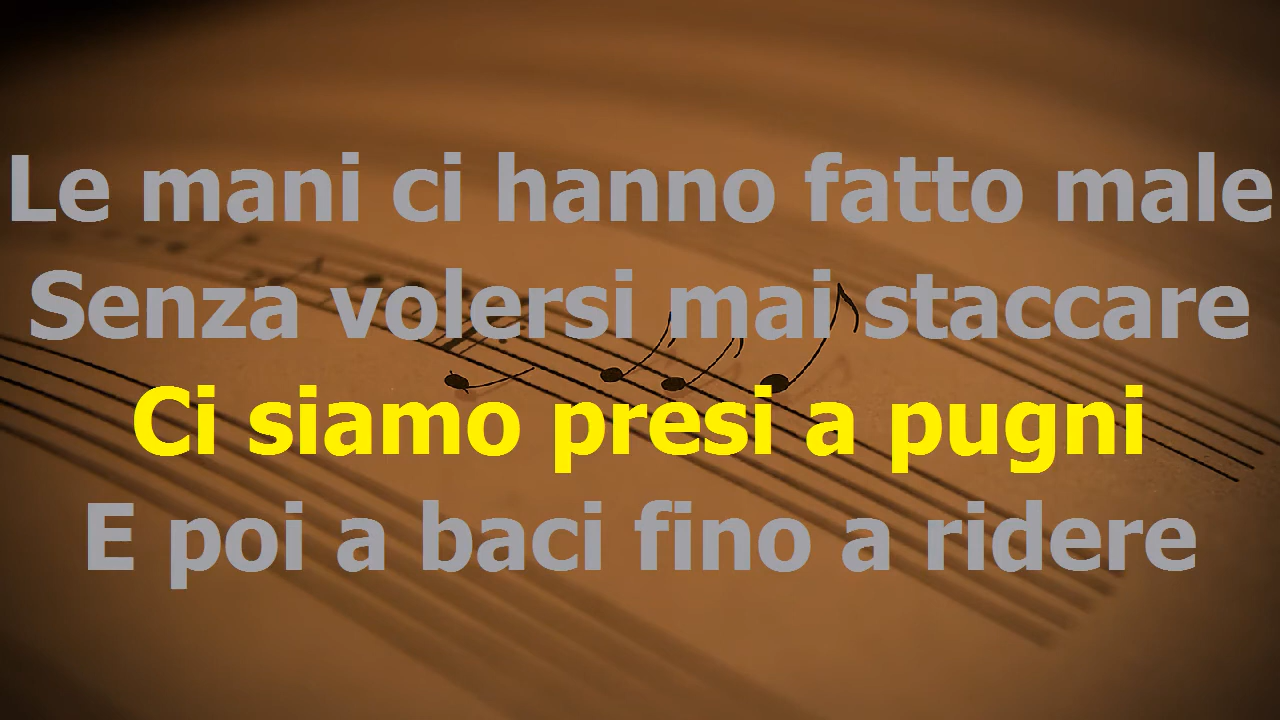 Le mani ci hanno fatto male
Senza volersi mai staccare
Ci siamo presi a pugni
E poi a baci fino a ridere